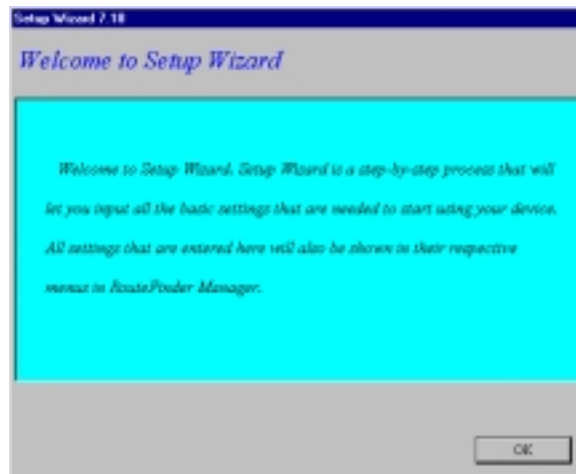 Setup Wizard 7.18
Welcome to Setup Wizard
Welcome to Setup Wizard. Setup Wizard is a step-by-step process that will
let you input all the basic settings that are needed to start using your device.
All settings that are entered here will also be shown in their respective
menus in RouteFinder Manager.
OK